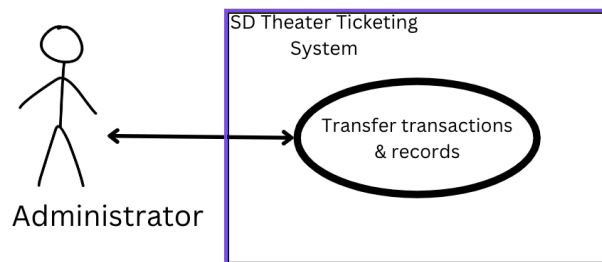 SD Theater Ticketing
System
Transfer transactions
& records
Administrator